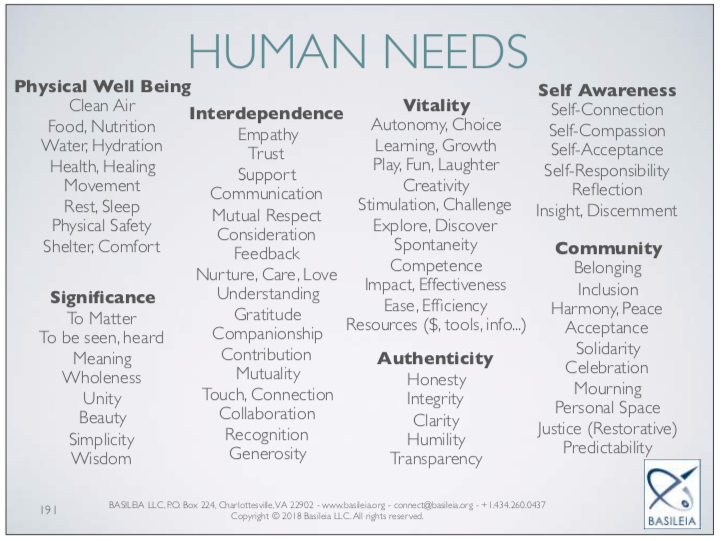 HUMAN NEEDS
Physical Well Being
Clean Air
Food, Nutrition
Water, Hydration
Health, Healing
Movement
Rest, Sleep
Physical Safety
Shelter, Comfort
Significance
To Matter
To be seen, heard
Meaning
Wholeness
Unity
Beauty
Simplicity
Wisdom
Interdependence
Empathy
Trust
Support
Communication
Mutual Respect
Consideration
Feedback
Nurture, Care, Love
Understanding
Gratitude
Companionship
Contribution
Mutuality
Touch, Connection
Collaboration
Recognition
Generosity
Vitality
Autonomy, Choice
Learning, Growth
Play, Fun, Laughter
Creativity
Stimulation, Challenge
Explore, Discover
Spontaneity
Competence
Impact, Effectiveness
Ease, Efficiency
Resources ($, tools, info...)
Authenticity
Honesty
Integrity
Clarity
Humility
Transparency
Self Awareness
Self-Connection
Self-Compassion
Self-Acceptance
Self-Responsibility
Reflection
Insight, Discernment
Community
Belonging
Inclusion
Harmony, Peace
Acceptance
Solidarity
Celebration
Mourning
Personal Space
Justice (Restorative)
Predictability
191
BASILEIA LLC, P.O. Box 224, Charlottesville, VA 22902 - www.basileia.org - connect@basileia.org - +1.434.260.0437
Copyright © 2018 Basileia LLC. All rights reserved.
BASILEIA